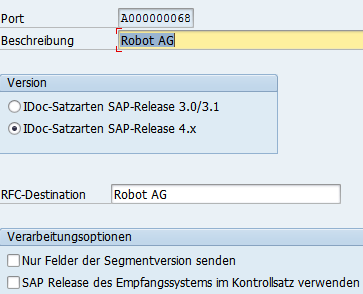 Port A000000068
Beschreibung Robot AG
Version
IDoc-Satzarten SAP-Release 3.0/3.1
IDoc-Satzarten SAP-Release 4.x
RFC-Destination Robot AG
Verarbeitungsoptionen
Nur Felder der Segmentversion senden
SAP Release des Empfangssystems im Kontrollsatz verwenden